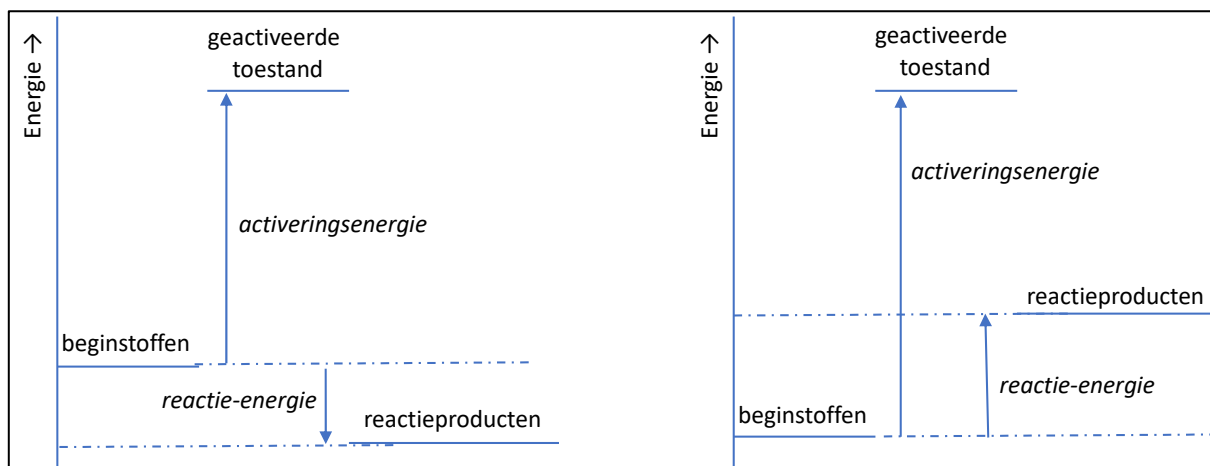 Energie →
geactiveerde
toestand
activeringsenergie
beginstoffen
reactie-energie
reactieproducten
Energie →
geactiveerde
toestand
activeringsenergie
reactieproducten
reactie-energie
beginstoffen